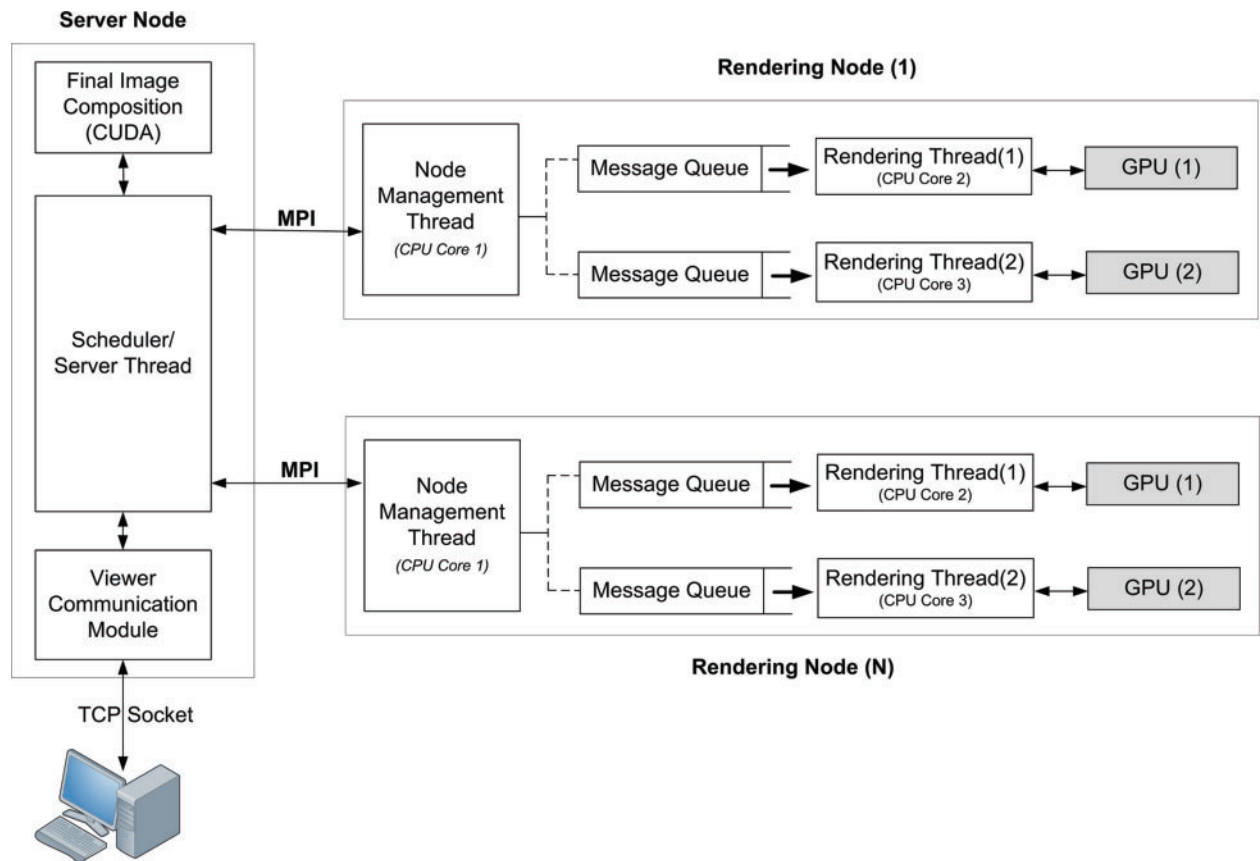 Server Node
Final Image
Composition
(CUDA)
Scheduler/
Server Thread
Viewer
Communication
Module
TCP Socket
MPI
MPI
Rendering Node (1)
Node
Management
Thread
(CPU Core 1)
Message Queue
Rendering Thread(1)
(CPU Core 2)
GPU (1)
Message Queue
Rendering Thread(2)
(CPU Core 3)
GPU (2)
Node
Management
Thread
(CPU Core 1)
Message Queue
Rendering Thread(1)
(CPU Core 2)
GPU (1)
Message Queue
Rendering Thread(2)
(CPU Core 3)
GPU (2)
Rendering Node (N)